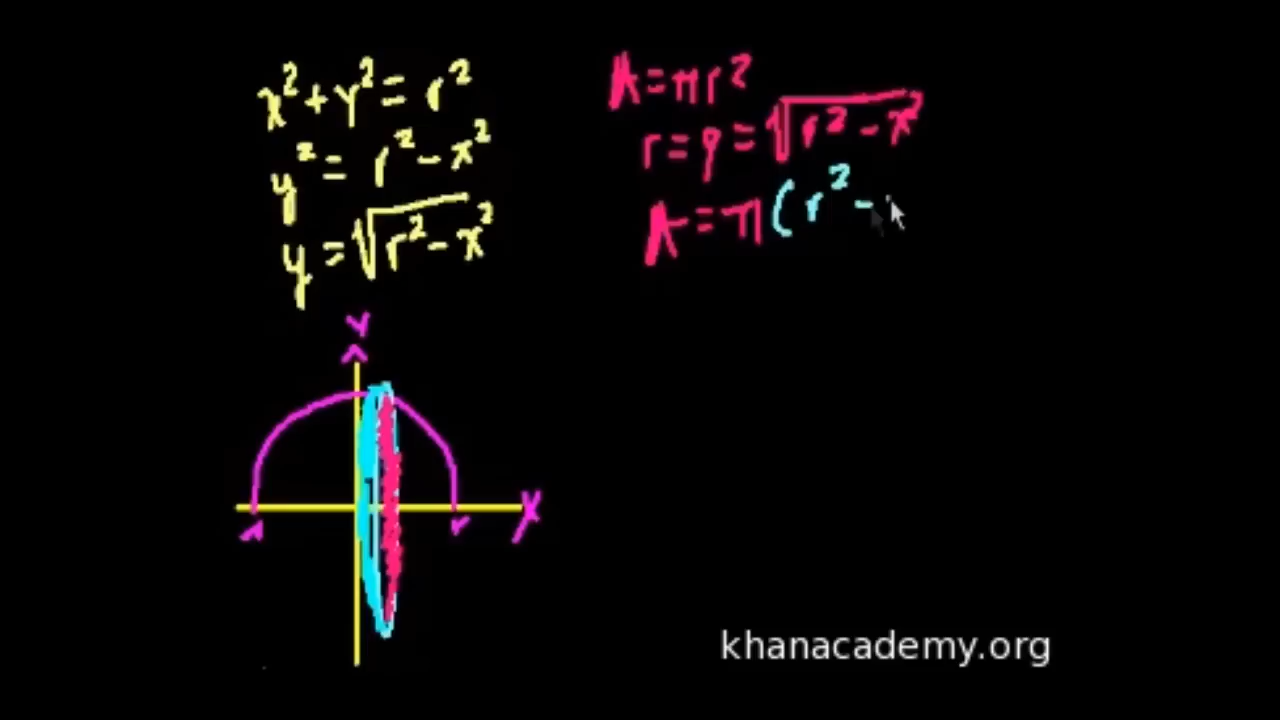 x² + y² = r²
y² = r² - x²
y = √(r² - x²)
A = πr²
r = y = √(r² - x²)
A = π(r² -
y
r
x
khanacademy.org